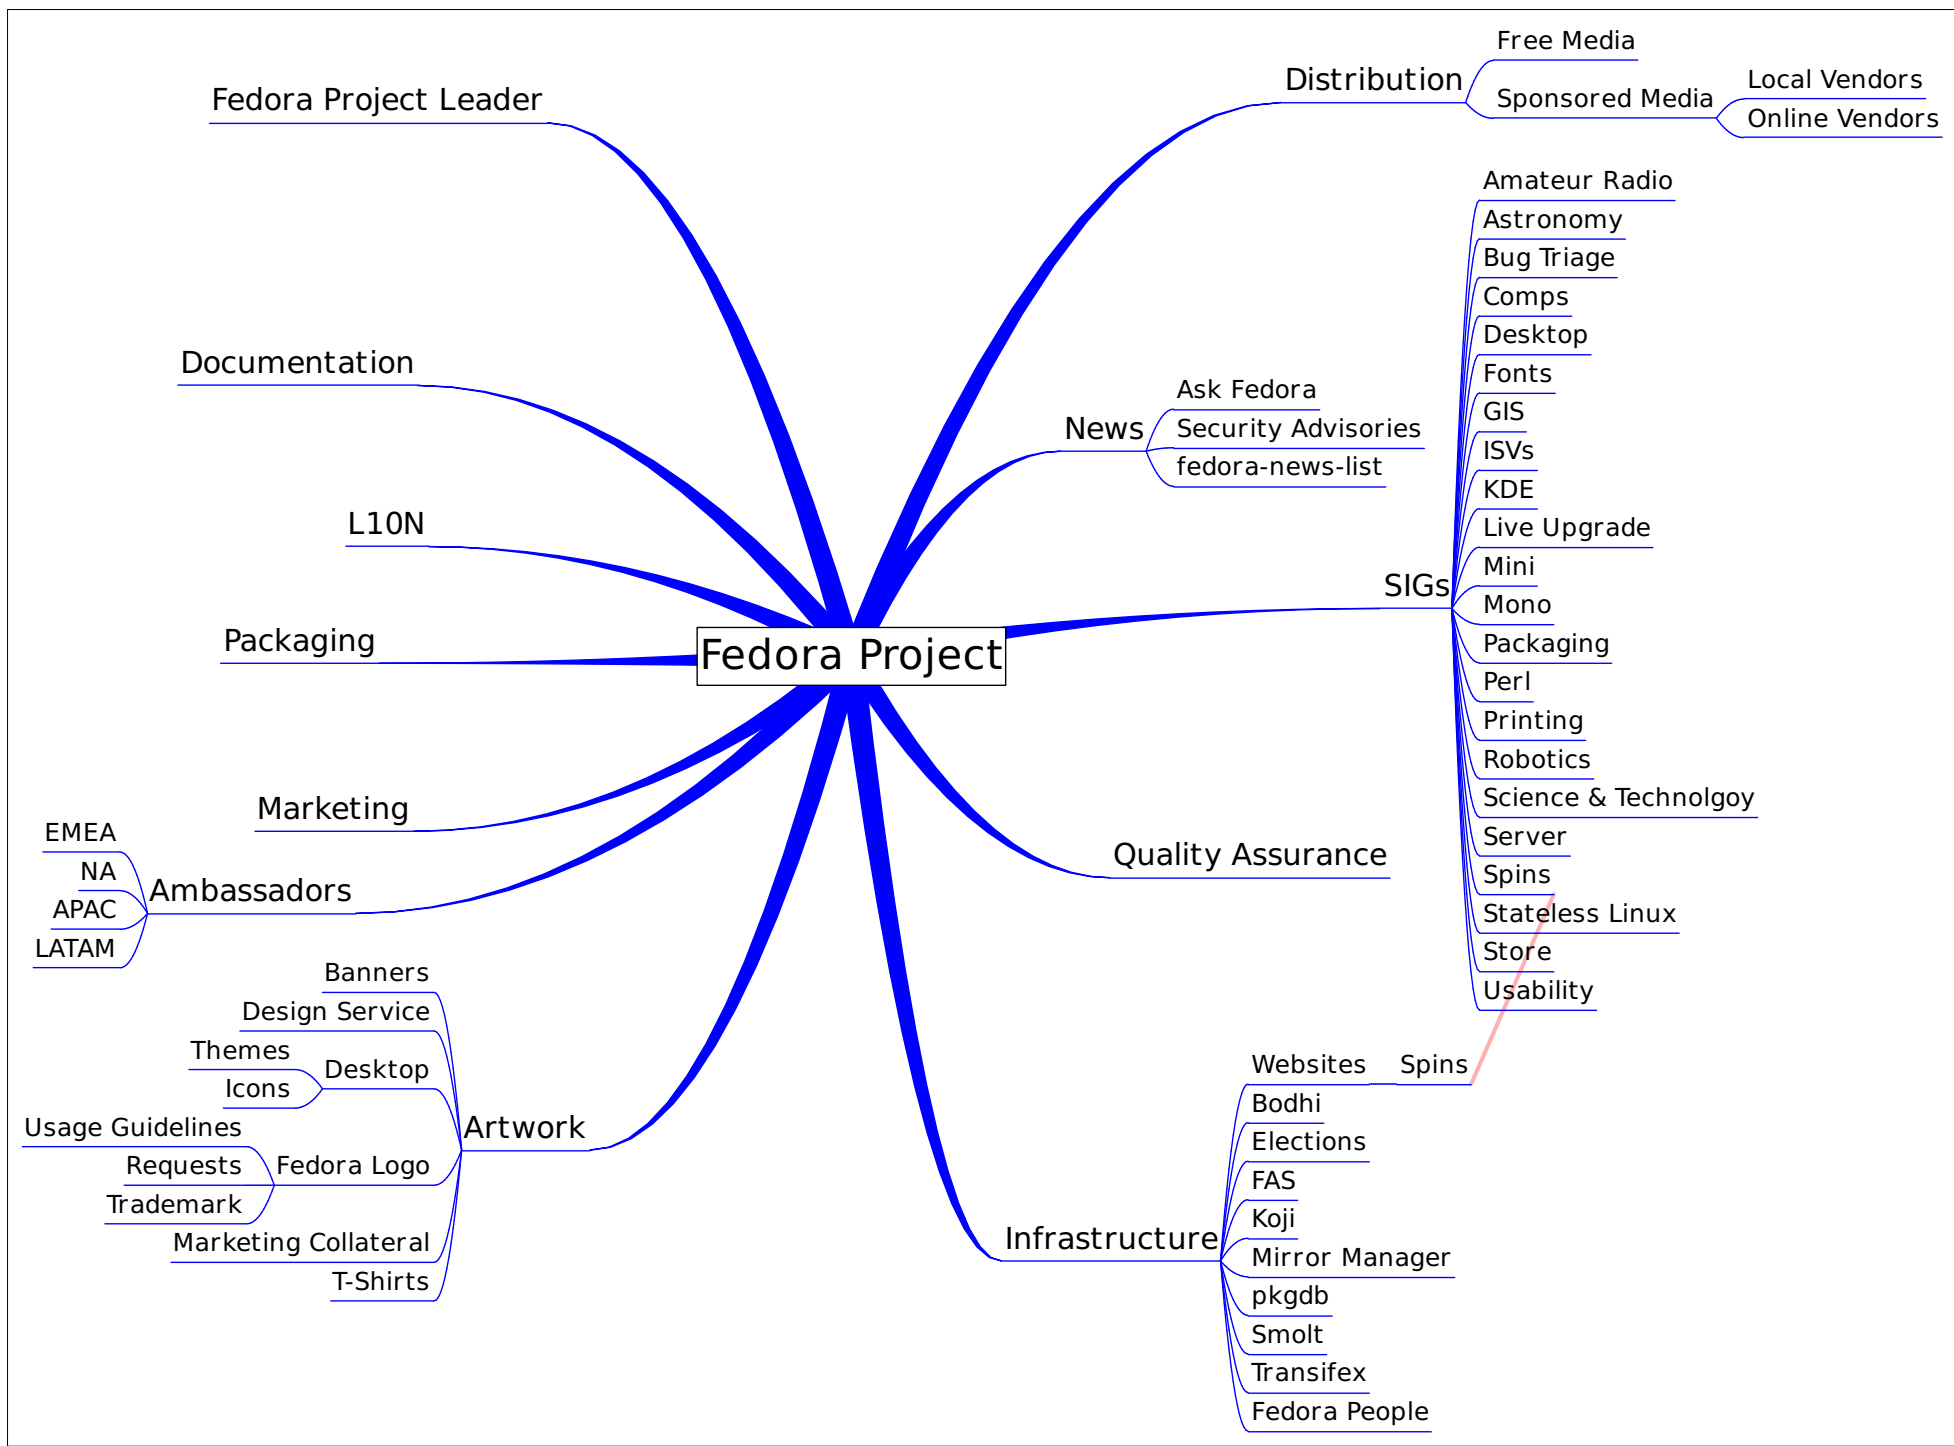 Fedora Project
Fedora Project Leader
Documentation
L10N
Packaging
Marketing
Ambassadors
EMEA
NA
APAC
LATAM
Artwork
Banners
Design Service
Desktop
Themes
Icons
Fedora Logo
Usage Guidelines
Requests
Trademark
Marketing Collateral
T-Shirts
Distribution
Free Media
Sponsored Media
Local Vendors
Online Vendors
News
Ask Fedora
Security Advisories
fedora-news-list
SIGs
Amateur Radio
Astronomy
Bug Triage
Comps
Desktop
Fonts
GIS
ISVs
KDE
Live Upgrade
Mini
Mono
Packaging
Perl
Printing
Robotics
Science & Technolgoy
Server
Spins
Stateless Linux
Store
Usability
Quality Assurance
Infrastructure
Websites
Spins
Bodhi
Elections
FAS
Koji
Mirror Manager
pkgdb
Smolt
Transifex
Fedora People